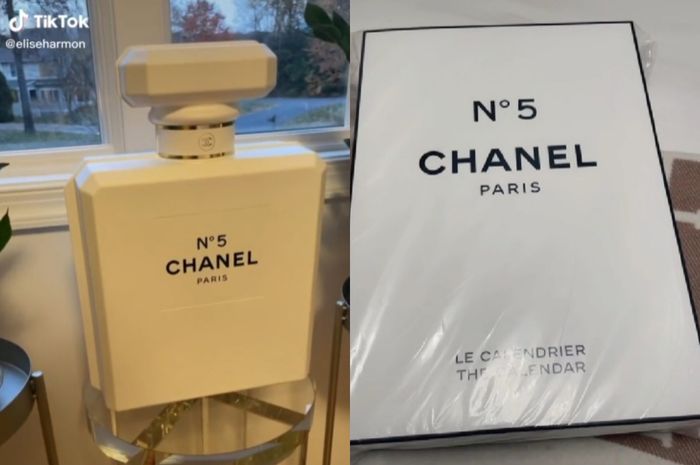 TikTok
@eliseharmon
N°5
CHANEL
PARIS
N°5
CHANEL
PARIS
LE CALENDRIER
THE CALENDAR